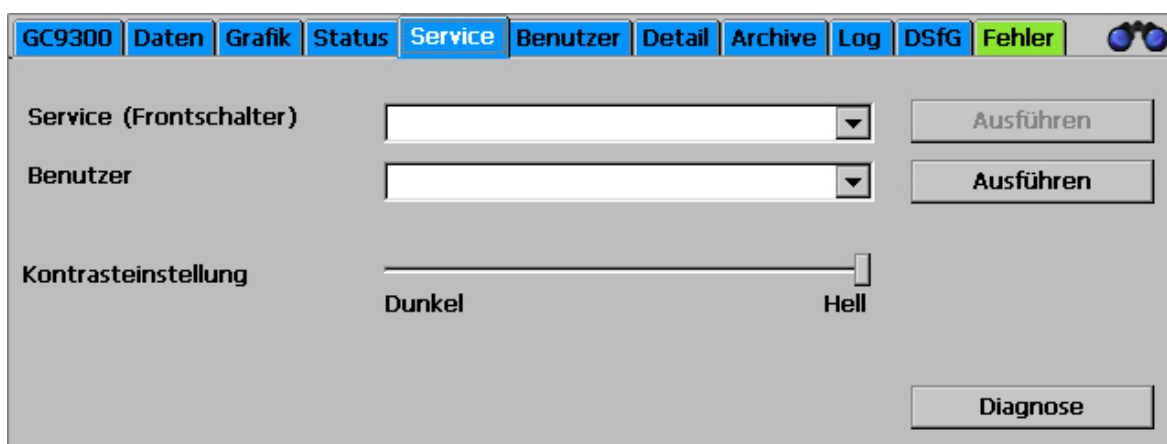 GC9300 Daten Grafik Status Service Benutzer Detail Archive Log DSfG Fehler
Service (Frontschalter) Ausführen
Benutzer Ausführen
Kontrasteinstellung
Dunkel Hell
Diagnose